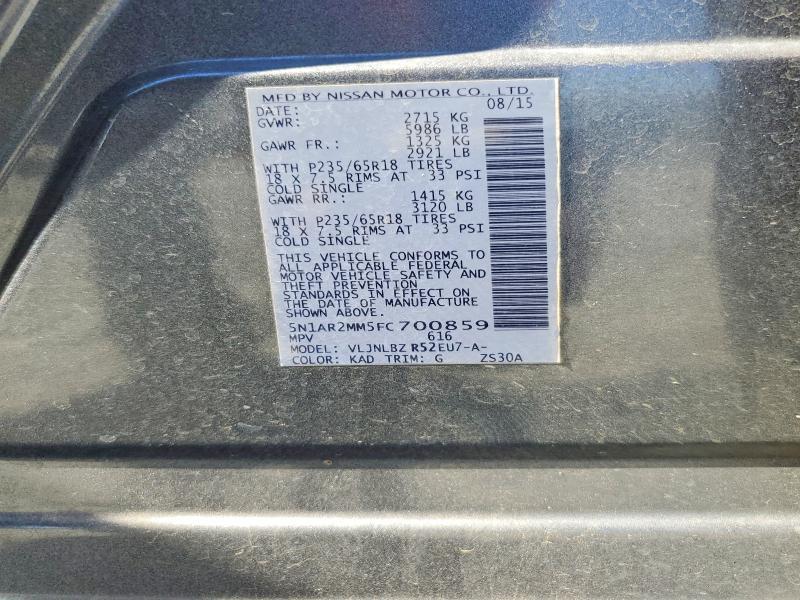 MFD BY NISSAN MOTOR CO., LTD.
DATE: 08/15
GVWR: 2715 KG
5986 LB
GAWR FR.: 1325 KG
2921 LB
WITH P235/65R18 TIRES
18 X 7.5 RIMS AT 33 PSI
COLD SINGLE
GAWR RR.: 1415 KG
3120 LB
WITH P235/65R18 TIRES
18 X 7.5 RIMS AT 33 PSI
COLD SINGLE
THIS VEHICLE CONFORMS TO
ALL APPLICABLE FEDERAL
MOTOR VEHICLE SAFETY AND
THEFT PREVENTION
STANDARDS IN EFFECT ON
THE DATE OF MANUFACTURE
SHOWN ABOVE.
5N1AR2MM5FC700859
MPV 616
MODEL: VLJNLBZ R52EU7-A-
COLOR: KAD TRIM: G ZS30A